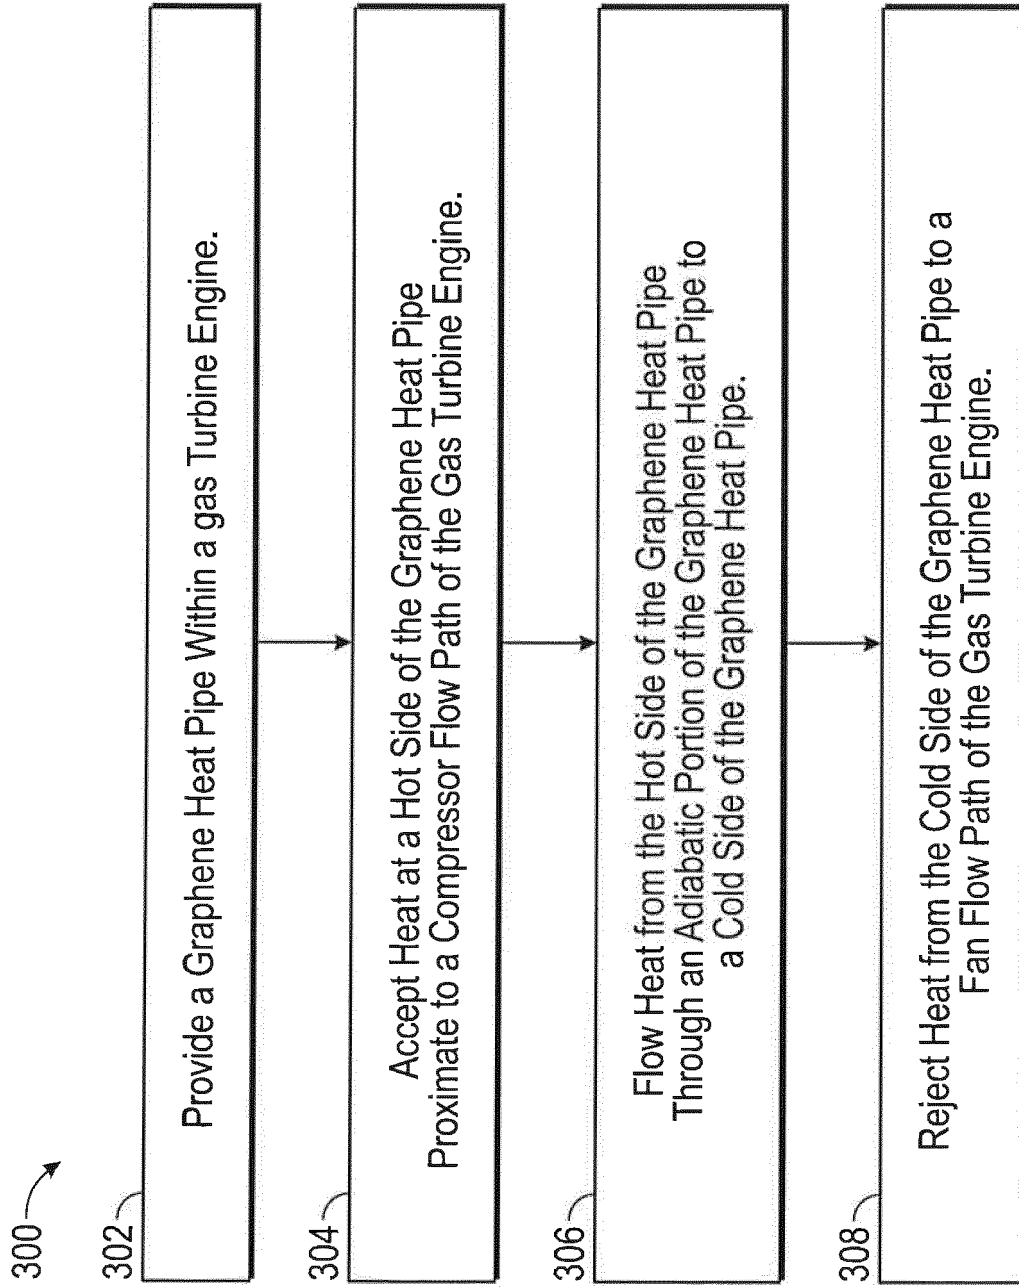 300
302
Provide a Graphene Heat Pipe Within a gas Turbine Engine.
304
Accept Heat at a Hot Side of the Graphene Heat Pipe
Proximate to a Compressor Flow Path of the Gas Turbine Engine.
306
Flow Heat from the Hot Side of the Graphene Heat Pipe
Through an Adiabatic Portion of the Graphene Heat Pipe to
a Cold Side of the Graphene Heat Pipe.
308
Reject Heat from the Cold Side of the Graphene Heat Pipe to a
Fan Flow Path of the Gas Turbine Engine.